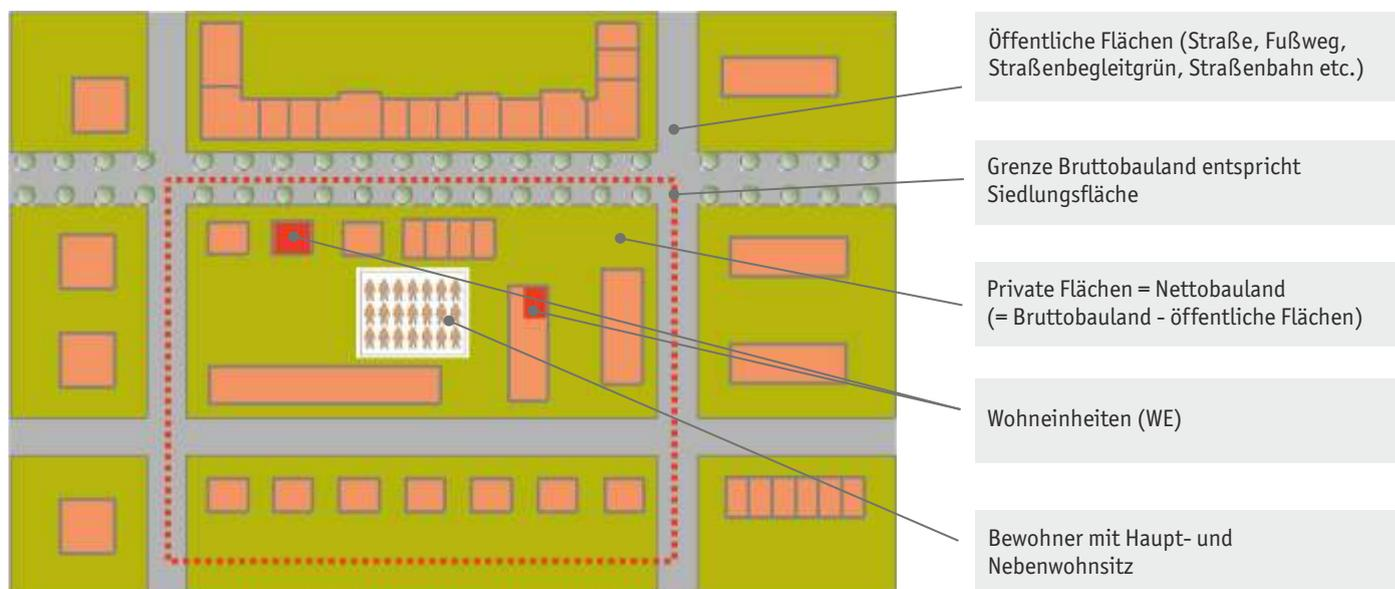 Öffentliche Flächen (Straße, Fußweg,
Straßenbegleitgrün, Straßenbahn etc.)
Grenze Bruttobauland entspricht
Siedlungsfläche
Private Flächen = Nettobauland
(= Bruttobauland - öffentliche Flächen)
Wohneinheiten (WE)
Bewohner mit Haupt- und
Nebenwohnsitz